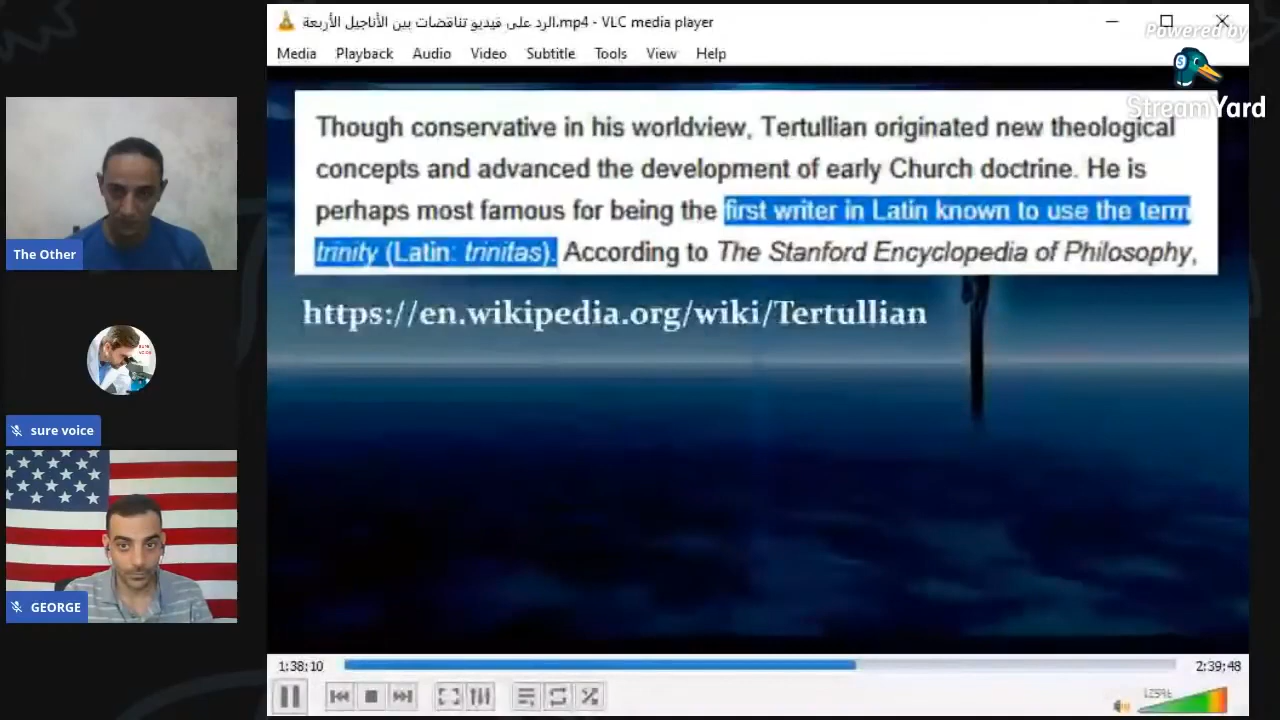 الرد على فيديو تناقضات بين الأناجيل الأربعة.mp4 - VLC media player
Media Playback Audio Video Subtitle Tools View Help
Powered by
StreamYard
Though conservative in his worldview, Tertullian originated new theological
concepts and advanced the development of early Church doctrine. He is
perhaps most famous for being the first writer in Latin known to use the term
trinity (Latin: trinitas). According to The Stanford Encyclopedia of Philosophy,
https://en.wikipedia.org/wiki/Tertullian
The Other
sure voice
GEORGE
1:38:10
2:39:48
125%